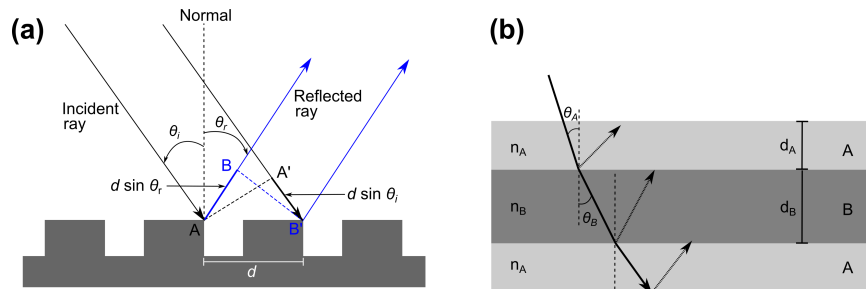 (a)
Normal
Incident
ray
θi
θr
Reflected
ray
B
A'
d sin θr
d sin θi
A
B'
d
(b)
θA
nA
dA
A
nB
θB
dB
B
nA
A